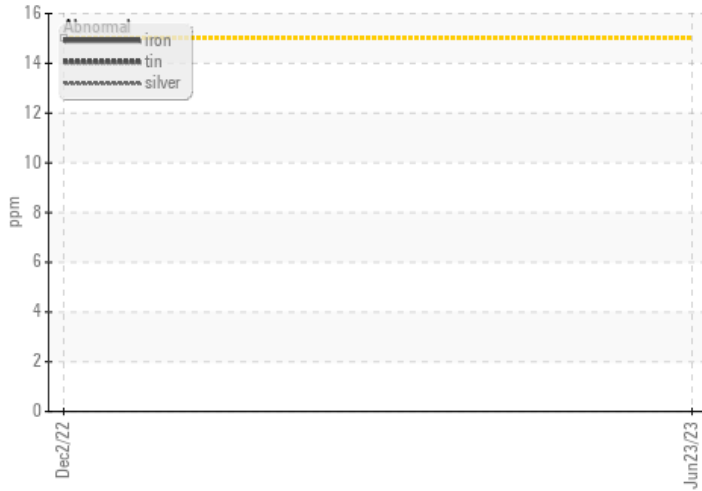 16
Abnormal
iron
tin
silver
14
12
10
8
6
4
2
0
ppm
Dec2/22
Jun23/23